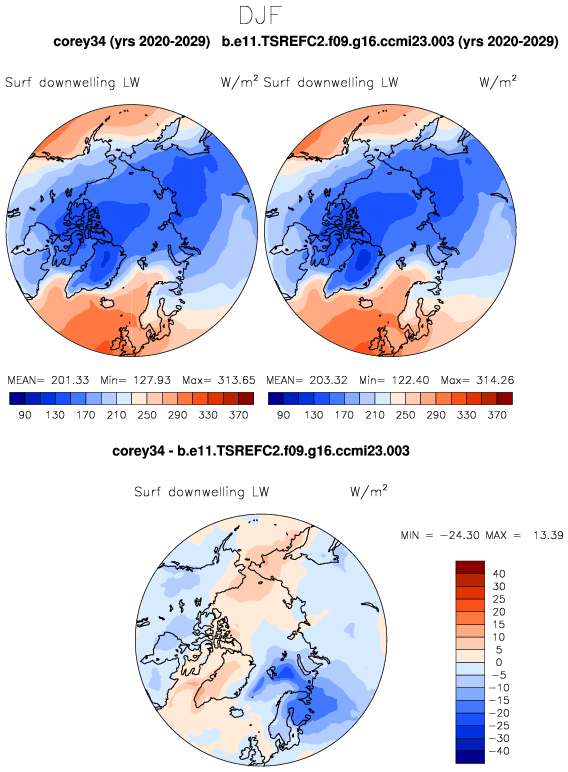 DJF
corey34 (yrs 2020-2029) b.e11.TSREFC2.f09.g16.ccmi23.003 (yrs 2020-2029)
Surf downwelling LW W/m² Surf downwelling LW W/m²
MEAN= 201.33 Min= 127.93 Max= 313.65 MEAN= 203.32 Min= 122.40 Max= 314.26
90 130 170 210 250 290 330 370 90 130 170 210 250 290 330 370
corey34 - b.e11.TSREFC2.f09.g16.ccmi23.003
Surf downwelling LW W/m²
MIN = -24.30 MAX = 13.39
40
30
25
20
15
10
5
0
-5
-10
-15
-20
-25
-30
-40